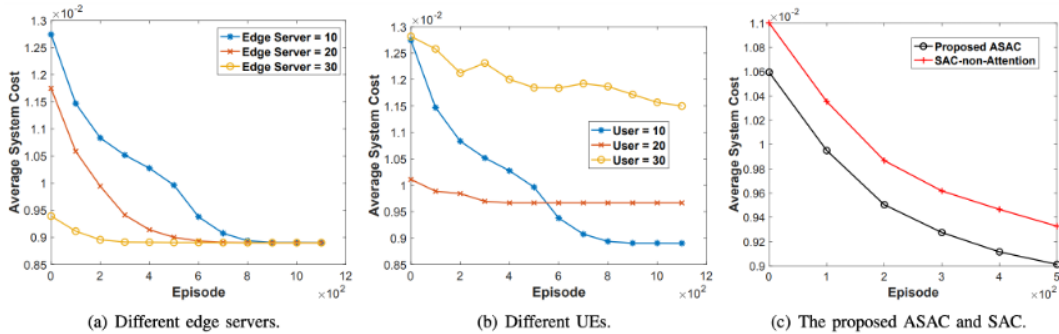 ×10⁻²
1.3
1.25
1.2
1.15
1.1
1.05
1
0.95
0.9
0.85
Average System Cost
Edge Server = 10
Edge Server = 20
Edge Server = 30
0 2 4 6 8 10 12
Episode ×10²
(a) Different edge servers.
×10⁻²
1.3
1.25
1.2
1.15
1.1
1.05
1
0.95
0.9
0.85
Average System Cost
User = 10
User = 20
User = 30
0 2 4 6 8 10 12
Episode ×10²
(b) Different UEs.
×10⁻²
1.1
1.08
1.06
1.04
1.02
1
0.98
0.96
0.94
0.92
0.9
Average System Cost
Proposed ASAC
SAC-non-Attention
0 1 2 3 4 5
Episode ×10²
(c) The proposed ASAC and SAC.